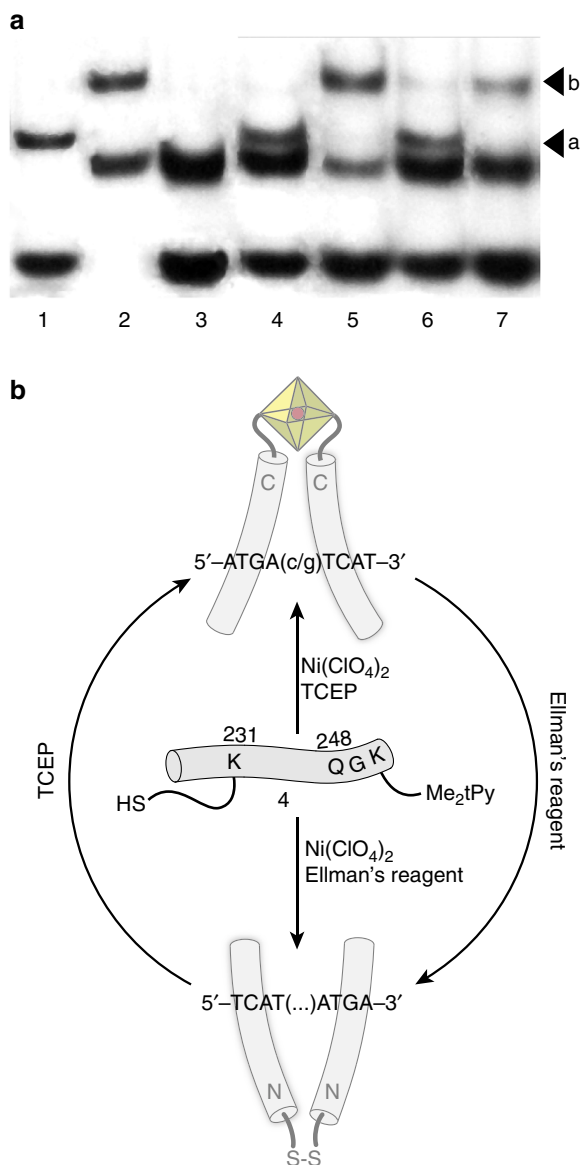 a
b
a
1 2 3 4 5 6 7
b
C C
5′–ATGA(c/g)TCAT–3′
Ni(ClO4)2
TCEP
TCEP
Ellman's reagent
231 248
K Q G K
HS
Me2tPy
4
Ni(ClO4)2
Ellman's reagent
5′–TCAT(...)ATGA–3′
N N
S-S